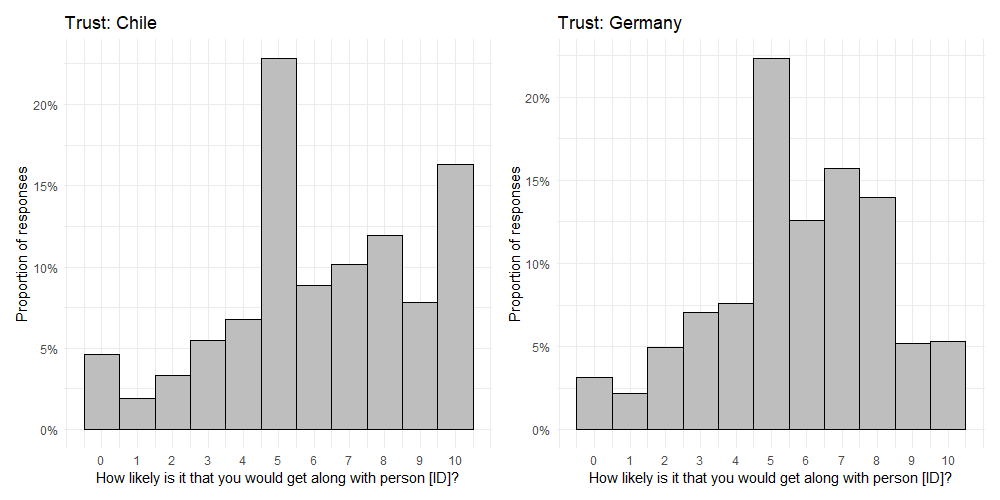 Trust: Chile
Proportion of responses
20%
15%
10%
5%
0%
0 1 2 3 4 5 6 7 8 9 10
How likely is it that you would get along with person [ID]?
Trust: Germany
Proportion of responses
20%
15%
10%
5%
0%
0 1 2 3 4 5 6 7 8 9 10
How likely is it that you would get along with person [ID]?